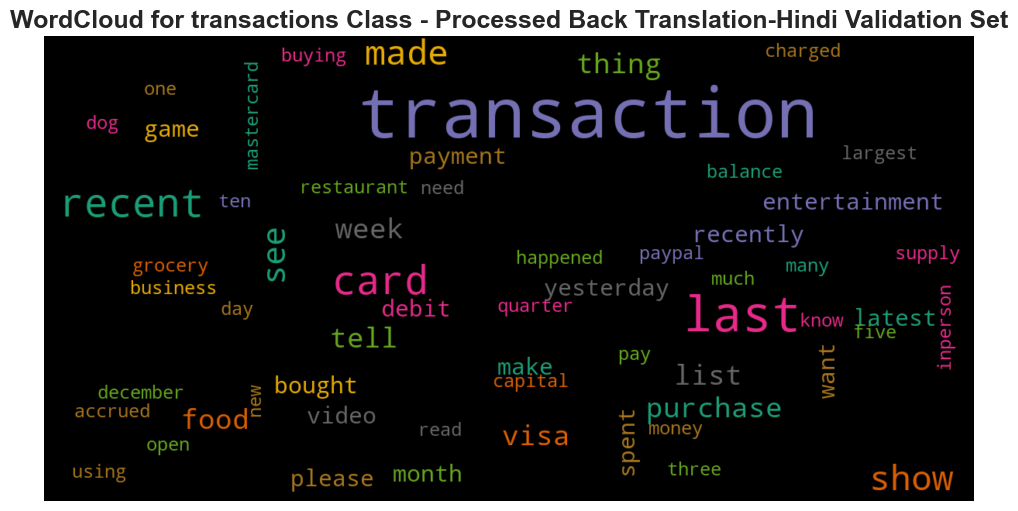 WordCloud for transactions Class - Processed Back Translation-Hindi Validation Set
buying
made
thing
charged
one
mastercard
transaction
dog
game
payment
largest
balance
recent
ten
restaurant
need
entertainment
see
week
recently
grocery
happened
paypal
many
supply
business
card
yesterday
much
day
debit
quarter
last
know
latest
five
inperson
tell
make
pay
want
december
new
bought
capital
list
accrued
food
video
read
purchase
open
visa
spent
money
using
please
month
three
show